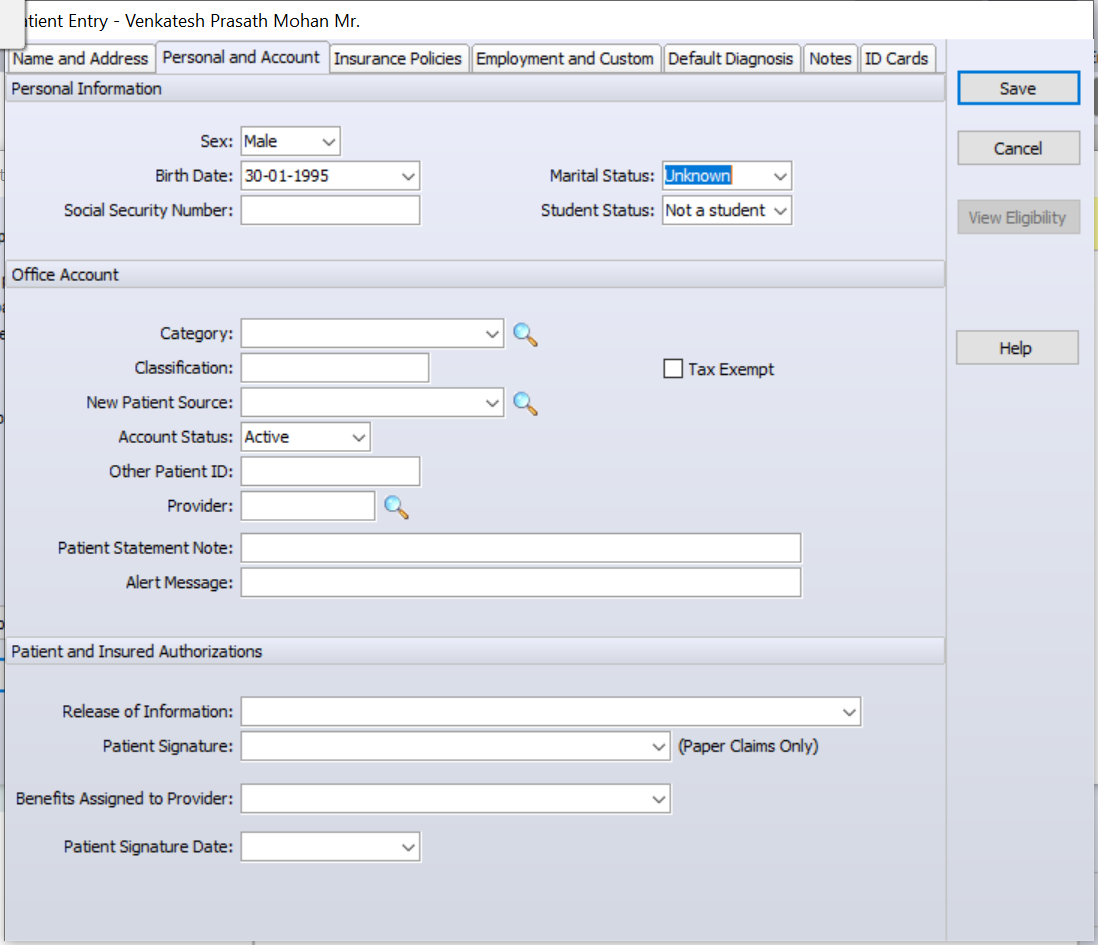 atient Entry - Venkatesh Prasath Mohan Mr.
Name and Address Personal and Account Insurance Policies Employment and Custom Default Diagnosis Notes ID Cards
Personal Information
Save
Sex: Male
Cancel
Birth Date: 30-01-1995 Marital Status: Unknown
Social Security Number: Student Status: Not a student
View Eligibility
Office Account
Category:
Help
Classification: Tax Exempt
New Patient Source:
Account Status: Active
Other Patient ID:
Provider:
Patient Statement Note:
Alert Message:
Patient and Insured Authorizations
Release of Information:
Patient Signature: (Paper Claims Only)
Benefits Assigned to Provider:
Patient Signature Date: